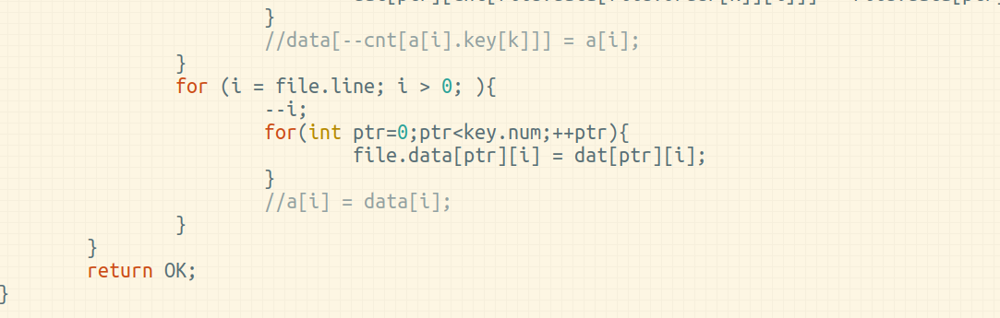 }
//data[--cnt[a[i].key[k]]] = a[i];
}
for (i = file.line; i > 0; ){
--i;
for(int ptr=0;ptr<key.num;++ptr){
file.data[ptr][i] = dat[ptr][i];
}
//a[i] = data[i];
}
}
return OK;
}